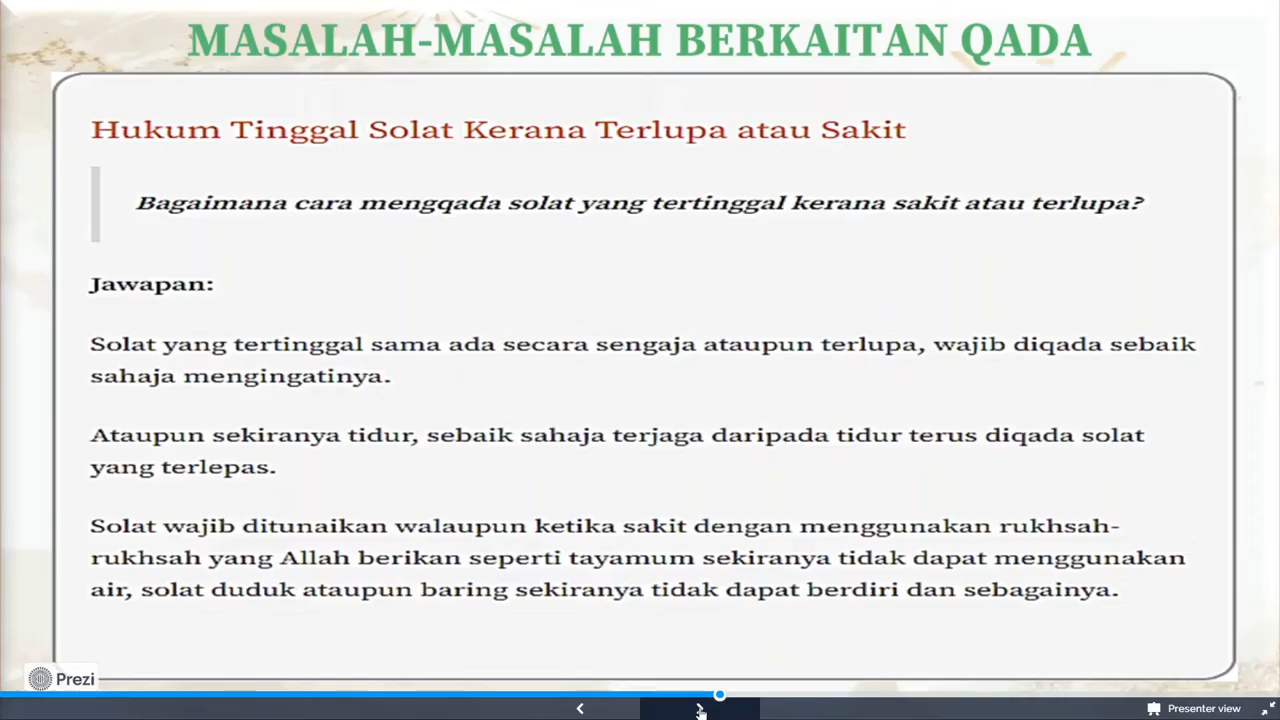 MASALAH-MASALAH BERKAITAN QADA
Hukum Tinggal Solat Kerana Terlupa atau Sakit
Bagaimana cara mengqada solat yang tertinggal kerana sakit atau terlupa?
Jawapan:
Solat yang tertinggal sama ada secara sengaja ataupun terlupa, wajib diqada sebaik
sahaja mengingatinya.
Ataupun sekiranya tidur, sebaik sahaja terjaga daripada tidur terus diqada solat
yang terlepas.
Solat wajib ditunaikan walaupun ketika sakit dengan menggunakan rukhsah-
rukhsah yang Allah berikan seperti tayamum sekiranya tidak dapat menggunakan
air, solat duduk ataupun baring sekiranya tidak dapat berdiri dan sebagainya.
Prezi
Presenter view